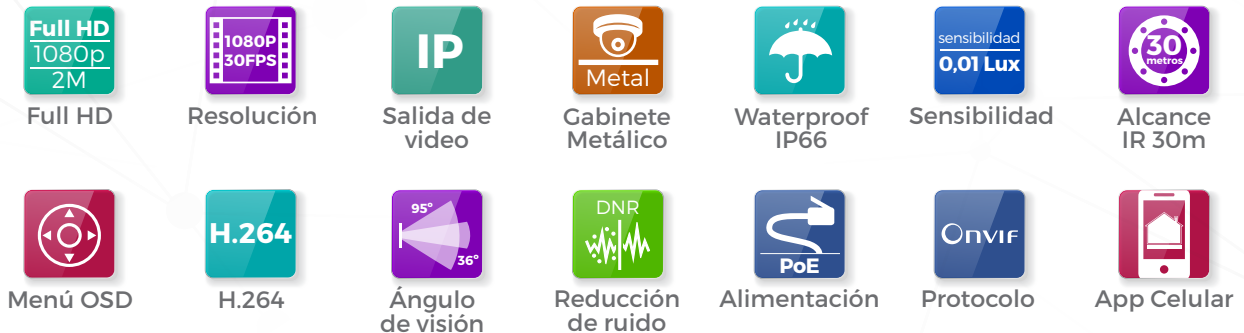 Full HD
1080p
2M
Full HD
1080P
30FPS
Resolución
IP
Salida de
video
Metal
Gabinete
Metálico
Waterproof
IP66
sensibilidad
0,01 Lux
Sensibilidad
30
metros
Alcance
IR 30m
Menú OSD
H.264
H.264
95º
36º
Ángulo
de visión
DNR
Reducción
de ruido
PoE
Alimentación
ONVIF
Protocolo
App Celular